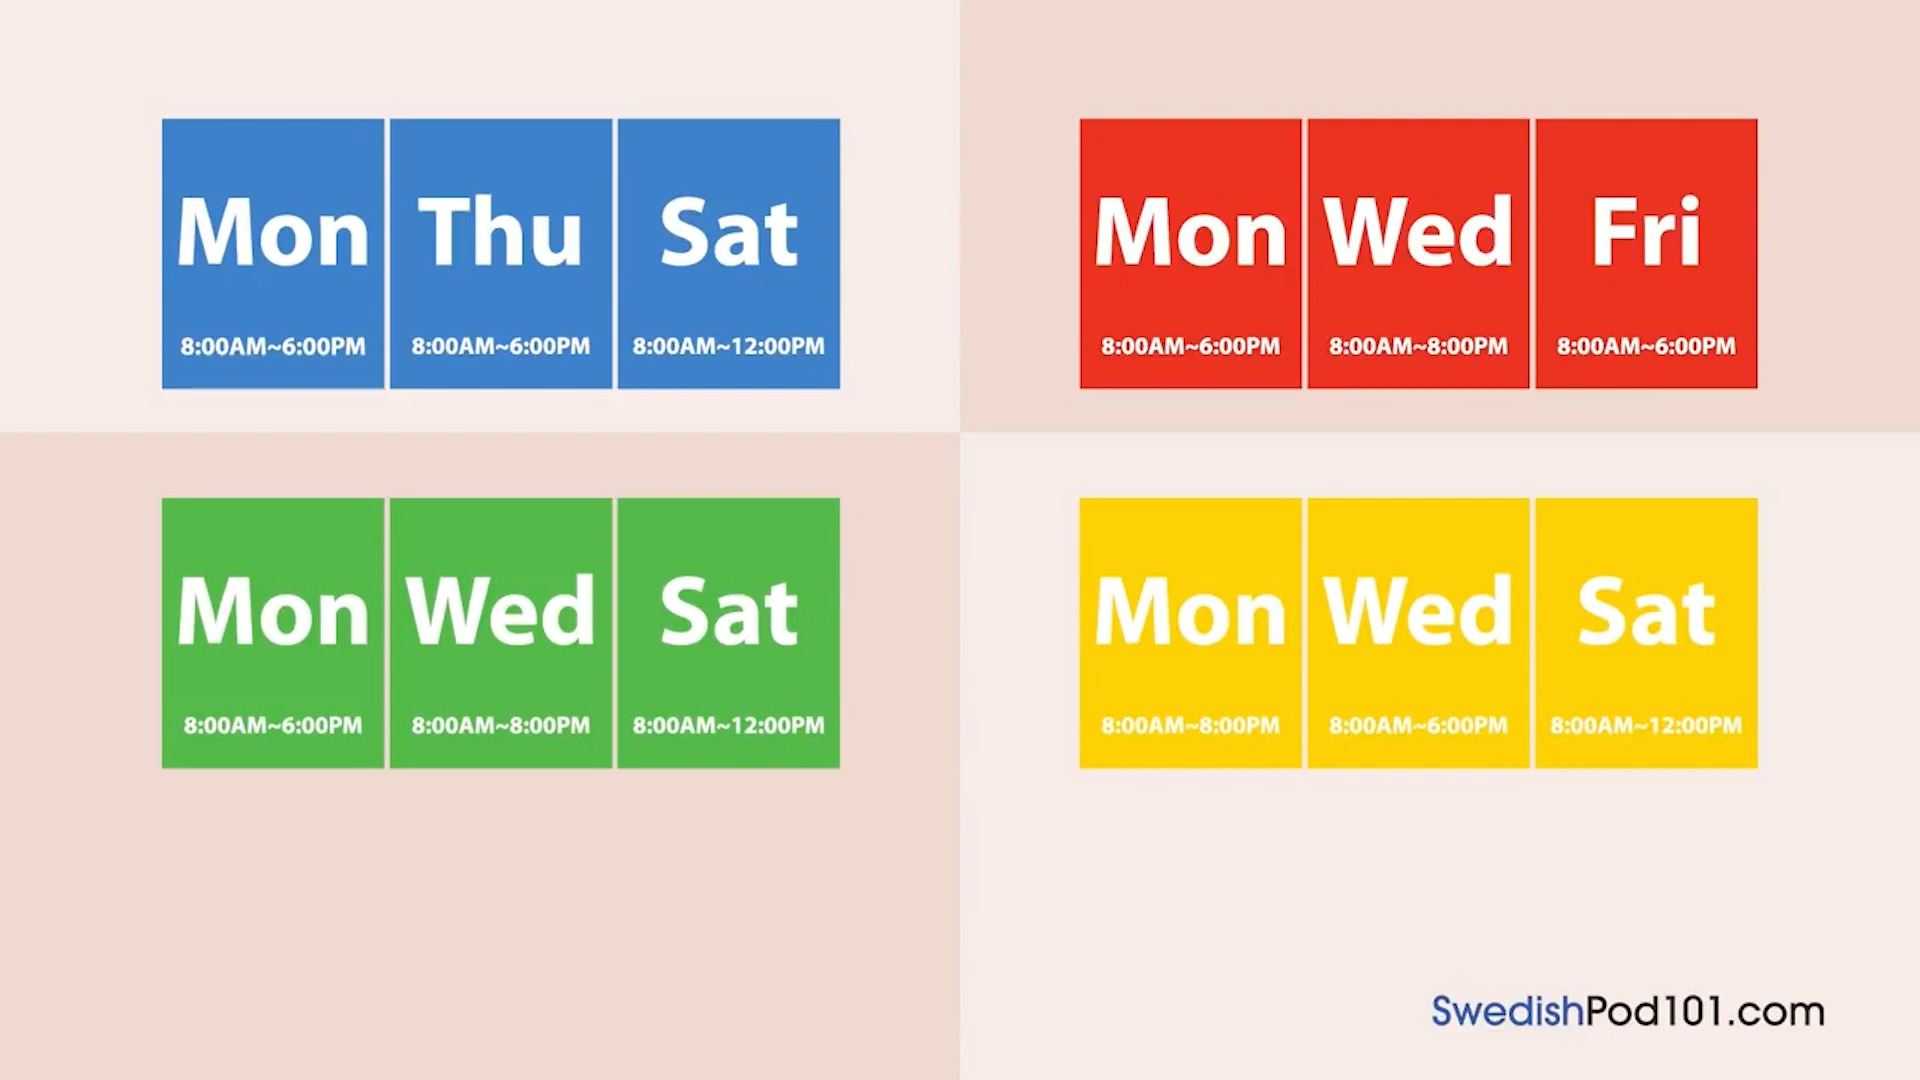 Mon Thu Sat
8:00AM~6:00PM 8:00AM~6:00PM 8:00AM~12:00PM
Mon Wed Fri
8:00AM~6:00PM 8:00AM~8:00PM 8:00AM~6:00PM
Mon Wed Sat
8:00AM~6:00PM 8:00AM~8:00PM 8:00AM~12:00PM
Mon Wed Sat
8:00AM~8:00PM 8:00AM~6:00PM 8:00AM~12:00PM
SwedishPod101.com